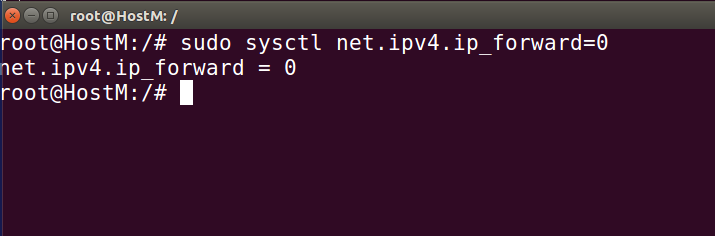 root@HostM: /
root@HostM:/# sudo sysctl net.ipv4.ip_forward=0
net.ipv4.ip_forward = 0
root@HostM:/#